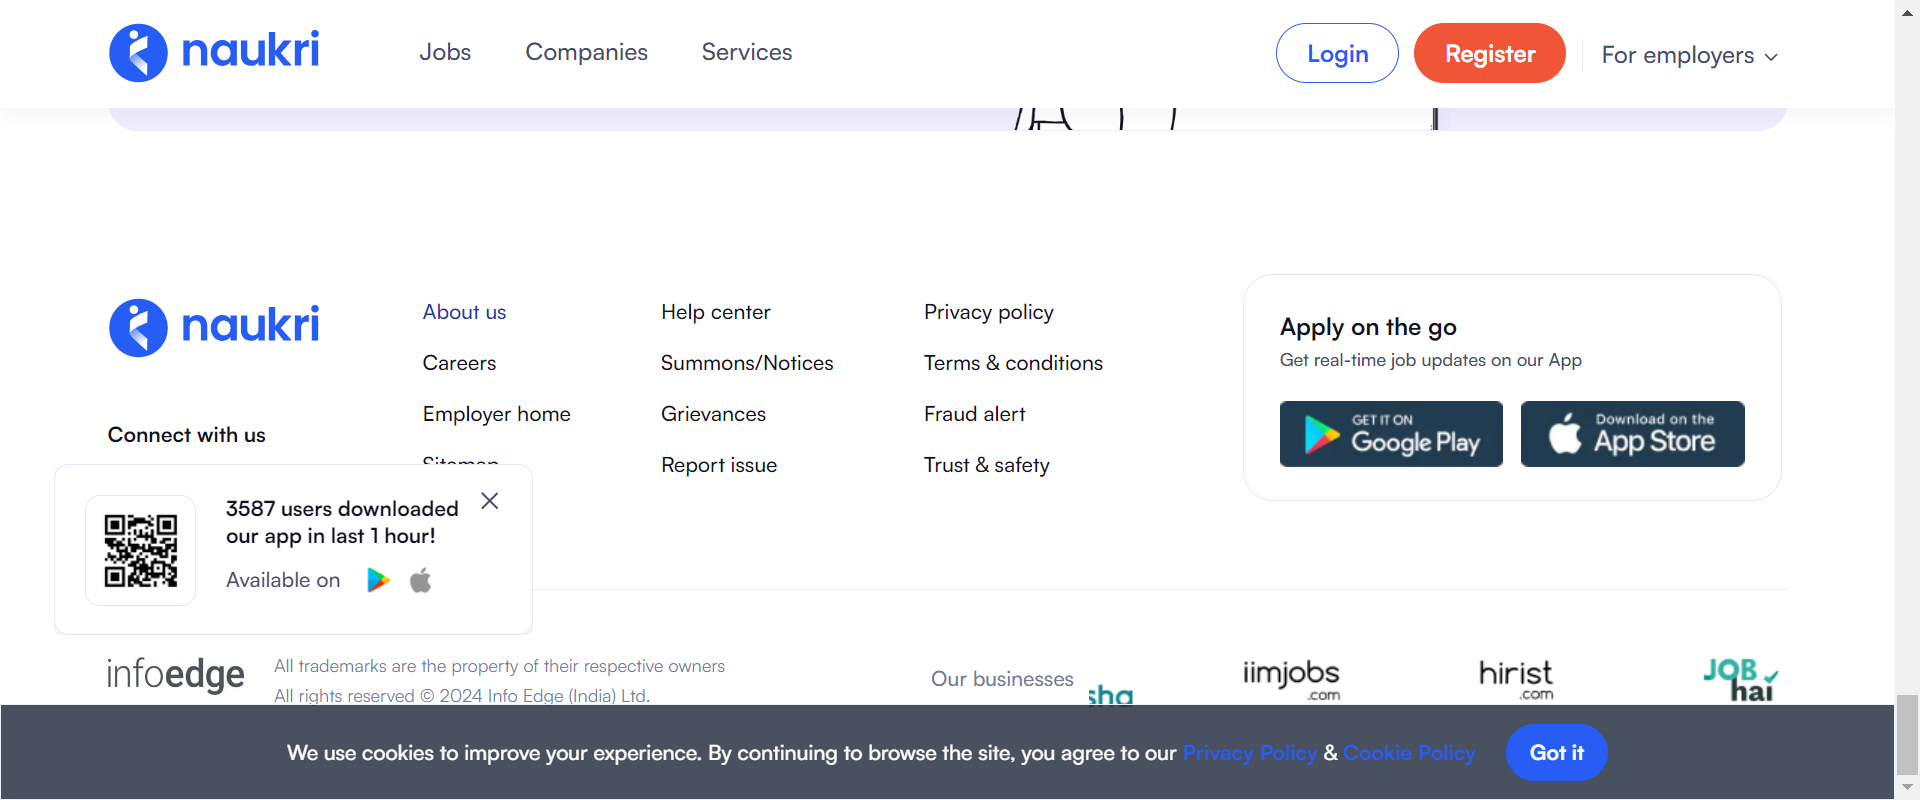 naukri
Jobs
Companies
Services
Login
Register
For employers
naukri
Connect with us
About us
Careers
Employer home
Sitemap
Help center
Summons/Notices
Grievances
Report issue
Privacy policy
Terms & conditions
Fraud alert
Trust & safety
Apply on the go
Get real-time job updates on our App
GET IT ON
Google Play
Download on the
App Store
3587 users downloaded
our app in last 1 hour!
Available on
infoedge
All trademarks are the property of their respective owners
All rights reserved © 2024 Info Edge (India) Ltd.
Our businesses
iimjobs
.com
hirist
.com
JOB
hai
We use cookies to improve your experience. By continuing to browse the site, you agree to our Privacy Policy & Cookie Policy
Got it